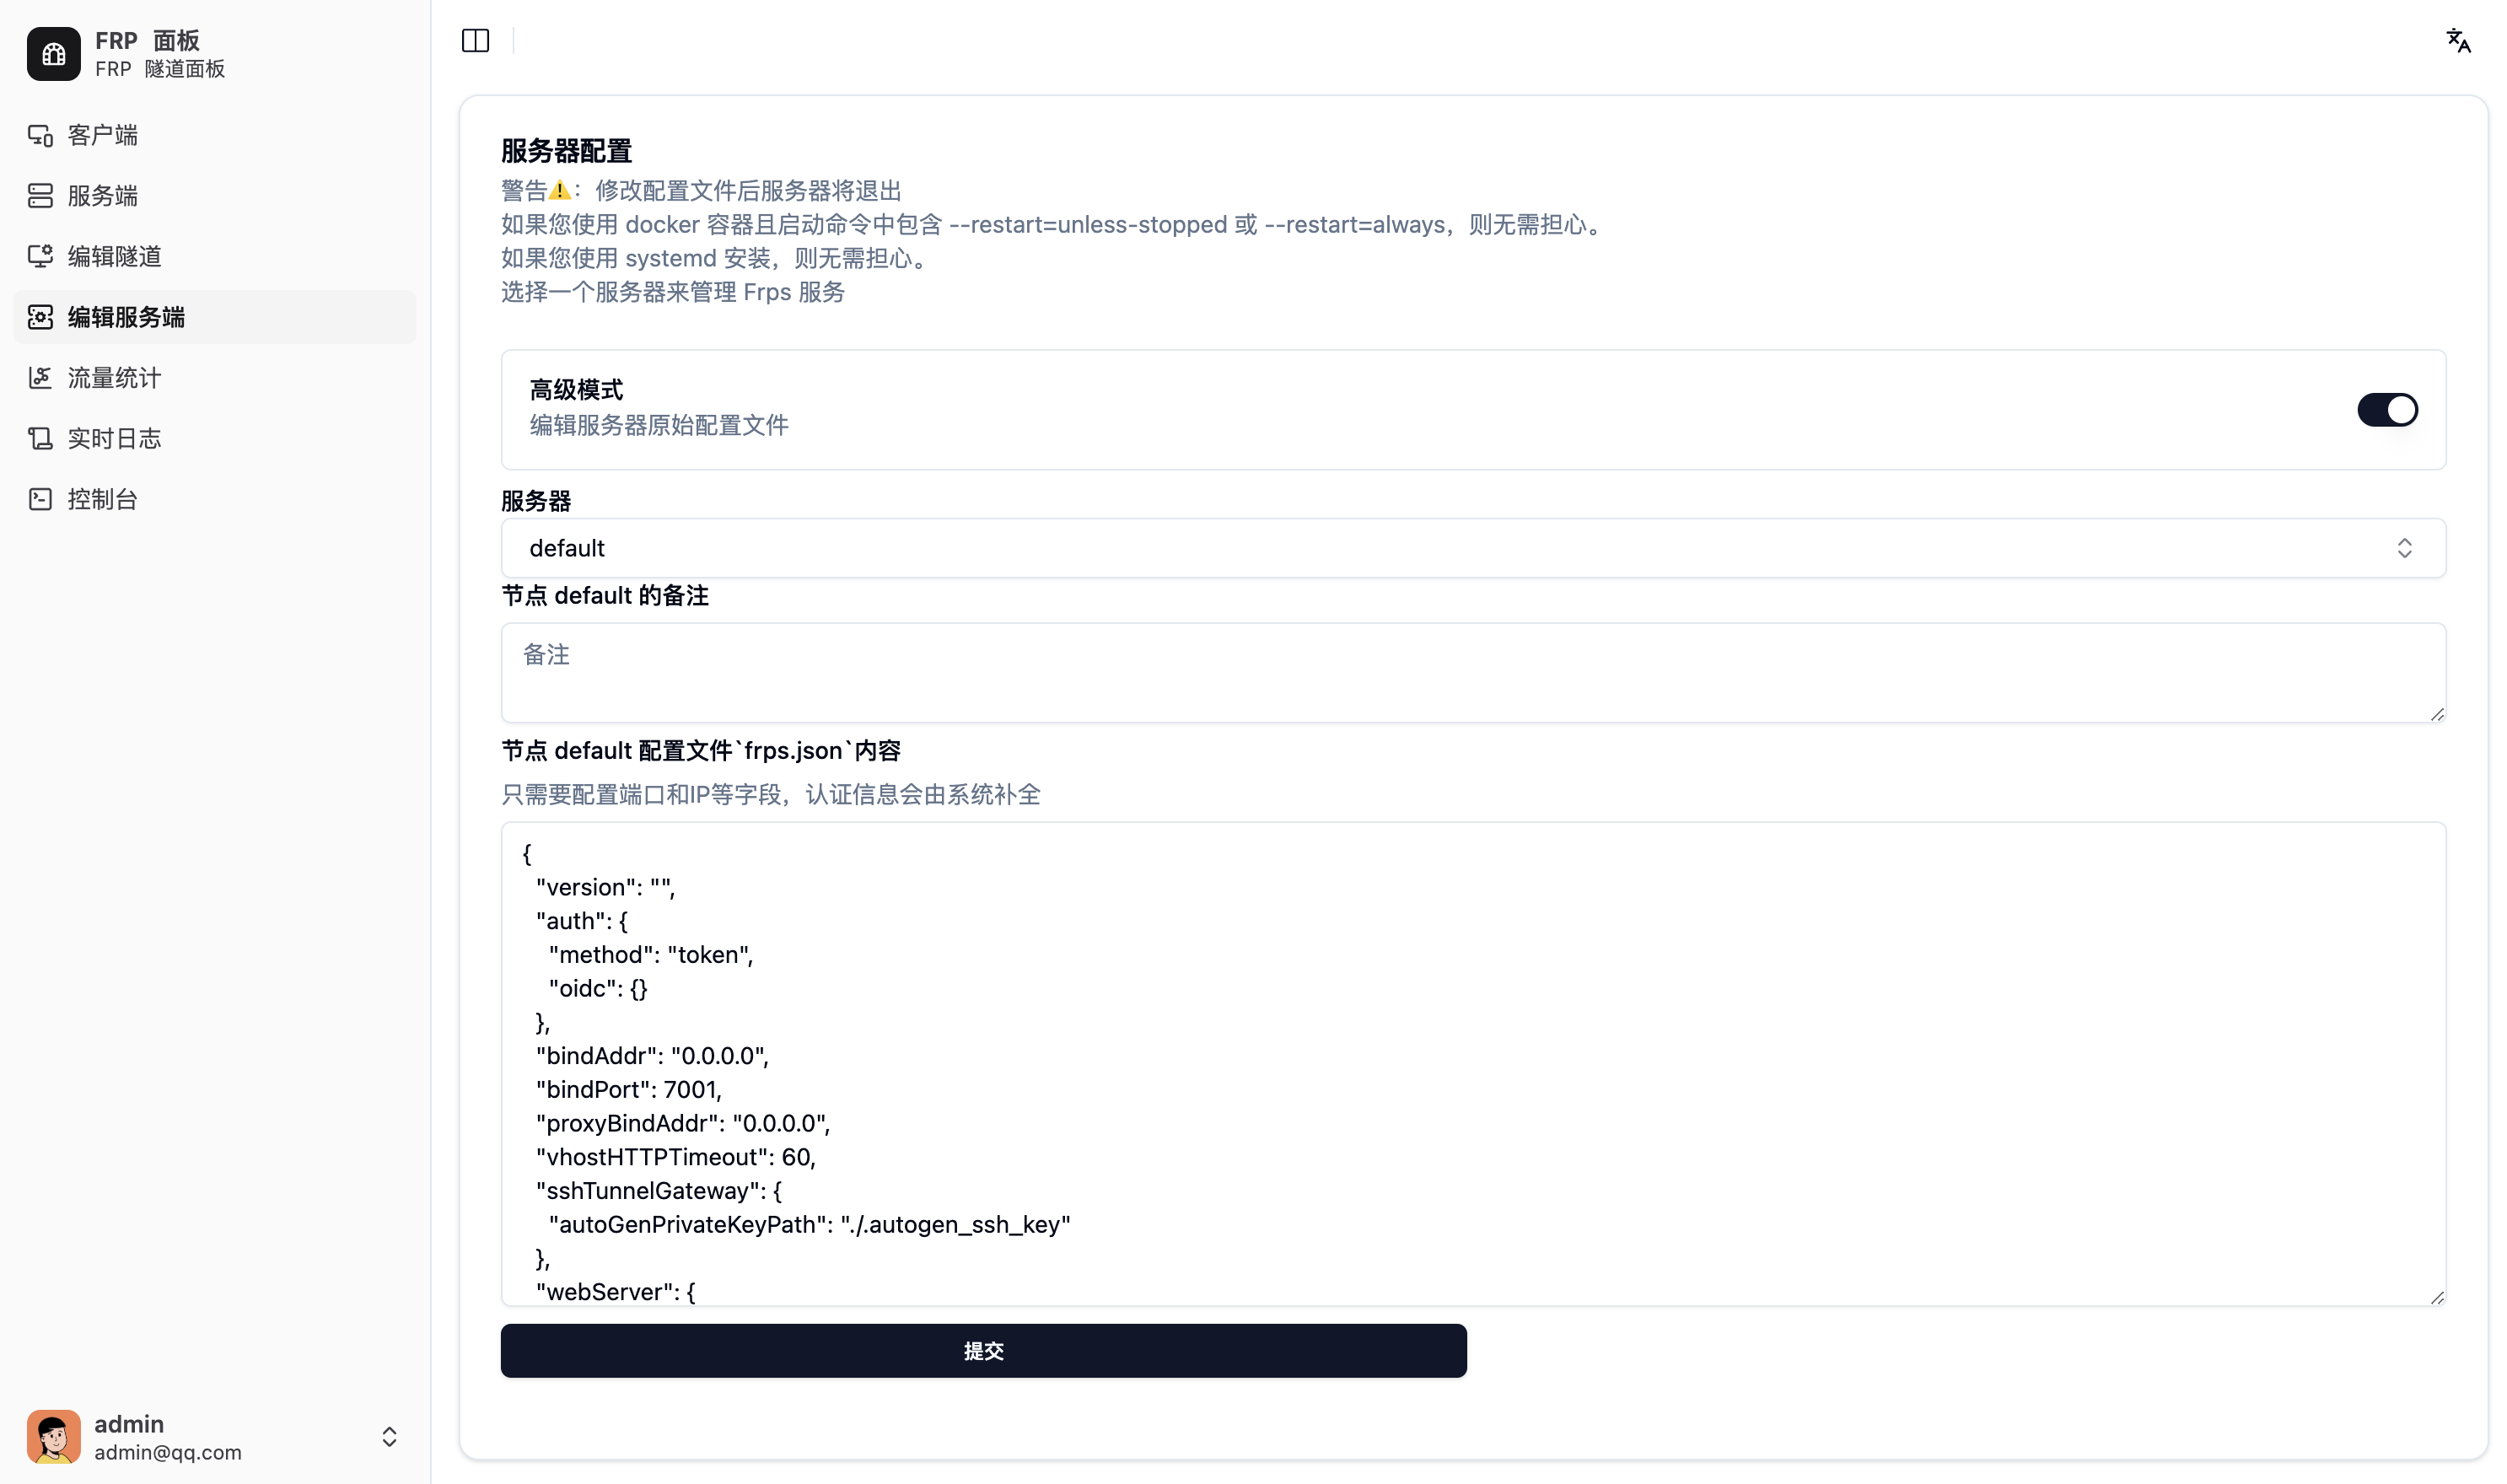 FRP 面板
FRP 隧道面板
客户端
服务端
编辑隧道
编辑服务端
流量统计
实时日志
控制台
admin
admin@qq.com
服务器配置
警告⚠️：修改配置文件后服务器将退出
如果您使用 docker 容器且启动命令中包含 --restart=unless-stopped 或 --restart=always，则无需担心。
如果您使用 systemd 安装，则无需担心。
选择一个服务器来管理 Frps 服务
高级模式
编辑服务器原始配置文件
服务器
default
节点 default 的备注
备注
节点 default 配置文件`frps.json`内容
只需要配置端口和IP等字段，认证信息会由系统补全
{
  "version": "",
  "auth": {
    "method": "token",
    "oidc": {}
  },
  "bindAddr": "0.0.0.0",
  "bindPort": 7001,
  "proxyBindAddr": "0.0.0.0",
  "vhostHTTPTimeout": 60,
  "sshTunnelGateway": {
    "autoGenPrivateKeyPath": "./.autogen_ssh_key"
  },
  "webServer": {
提交